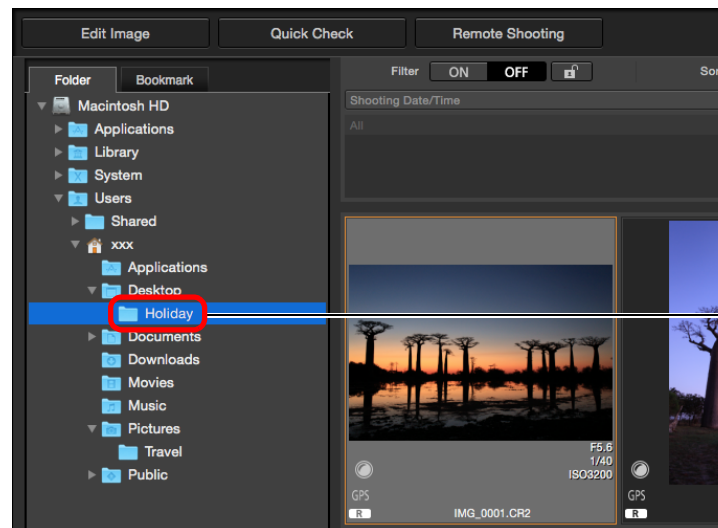 Edit Image
Quick Check
Remote Shooting
Folder
Bookmark
Filter
ON
OFF
Macintosh HD
Applications
Library
System
Users
Shared
xxx
Applications
Desktop
Holiday
Documents
Downloads
Movies
Music
Pictures
Travel
Public
Shooting Date/Time
All
F5.6
1/40
ISO3200
GPS
R
IMG_0001.CR2
GPS
R